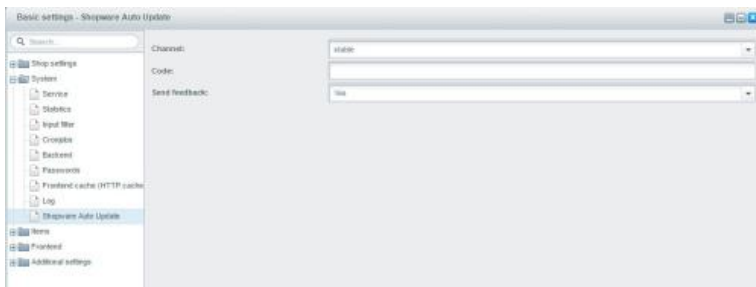 Basic settings - Shopware Auto Update
Search...
Shop settings
System
Service
Statistics
Input filter
Cronjobs
Backend
Passwords
Frontend cache (HTTP cache
Log
Shopware Auto Update
Items
Frontend
Additional settings
Channel:
stable
Code:
Send feedback: